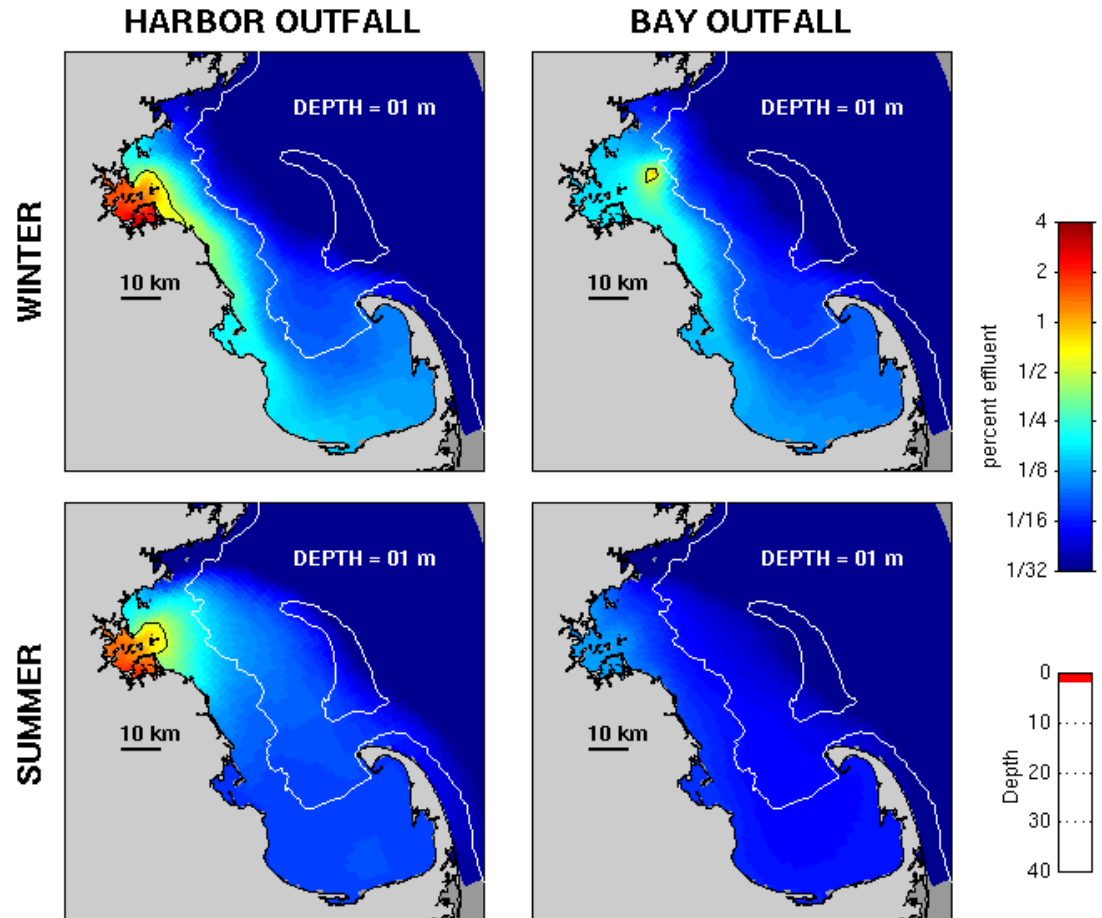 HARBOR OUTFALL
BAY OUTFALL
WINTER
DEPTH = 01 m
10 km
DEPTH = 01 m
10 km
SUMMER
DEPTH = 01 m
10 km
DEPTH = 01 m
10 km
percent effluent
4
2
1
1/2
1/4
1/8
1/16
1/32
Depth
0
10
20
30
40